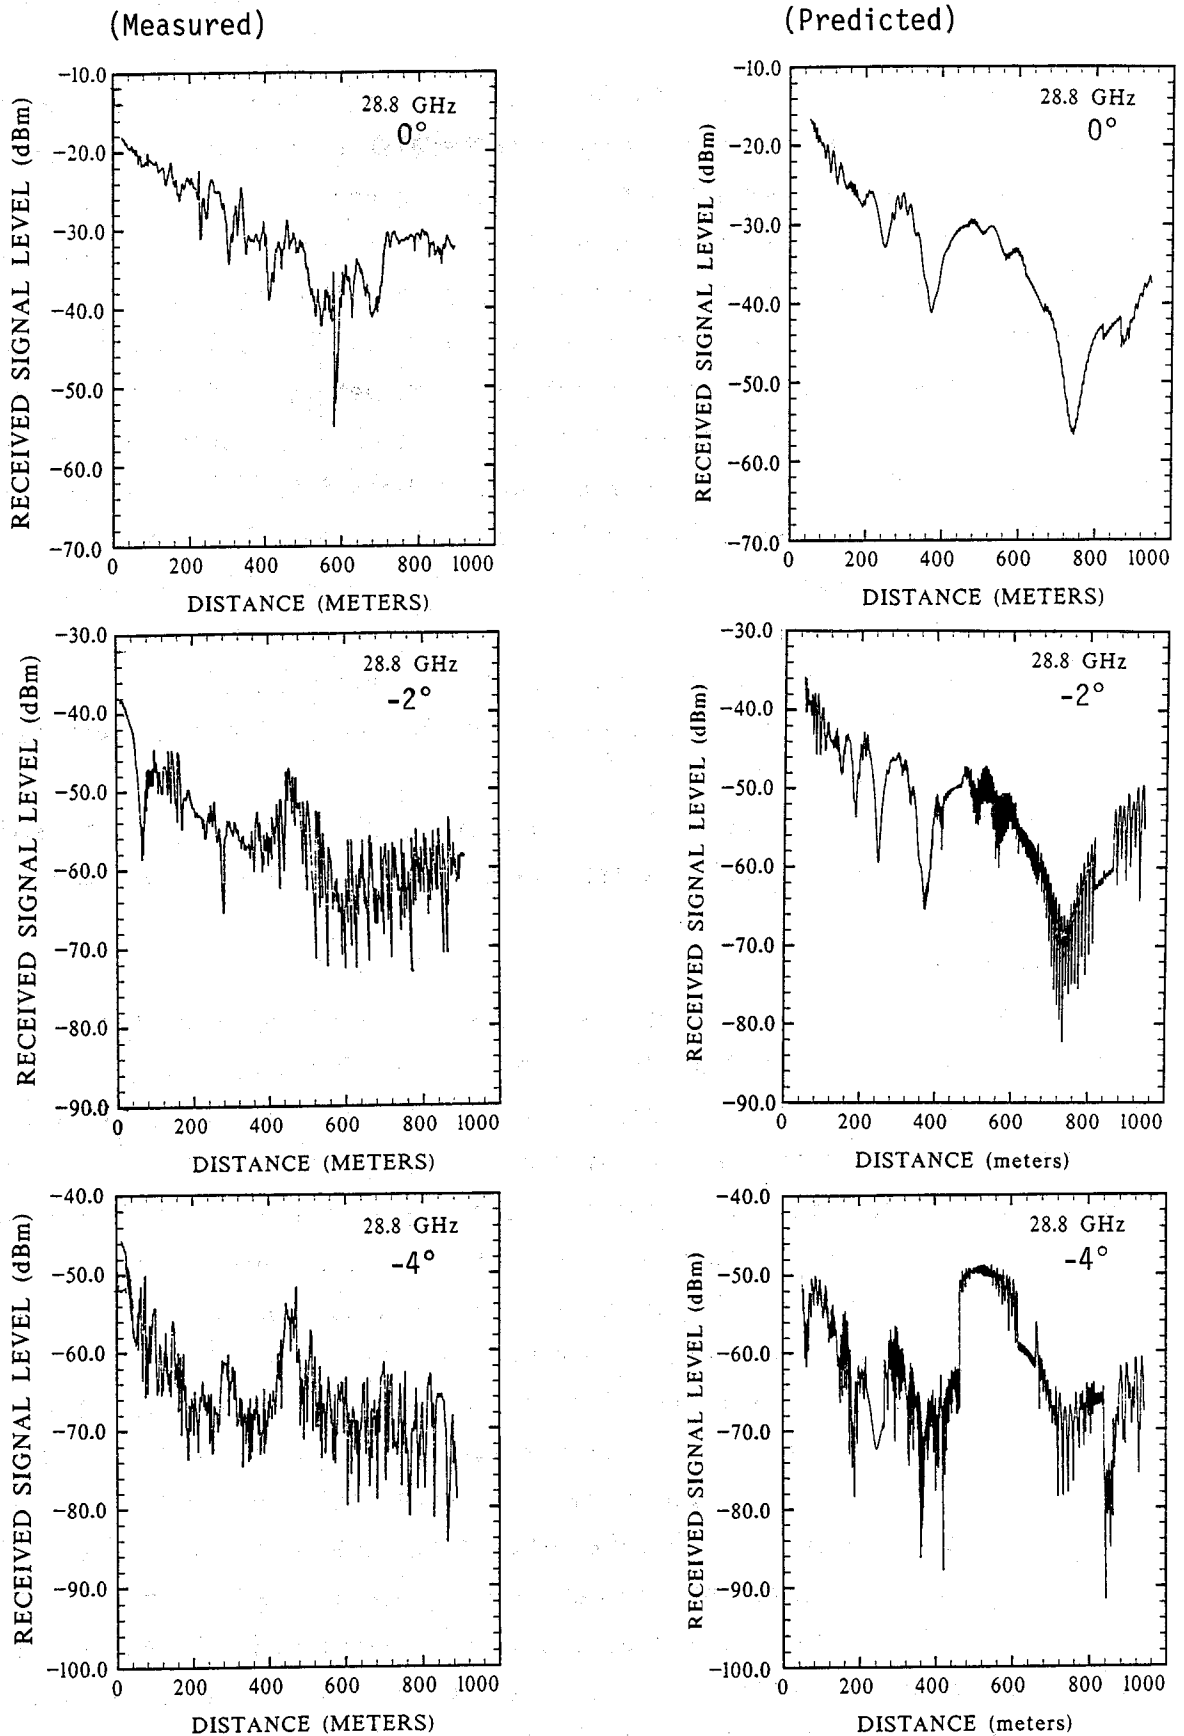 (Measured)
(Predicted)
RECEIVED SIGNAL LEVEL (dBm)
−10.0
−20.0
−30.0
−40.0
−50.0
−60.0
−70.0
28.8 GHz
0°
0 200 400 600 800 1000
DISTANCE (METERS)
RECEIVED SIGNAL LEVEL (dBm)
−10.0
−20.0
−30.0
−40.0
−50.0
−60.0
−70.0
28.8 GHz
0°
0 200 400 600 800 1000
DISTANCE (METERS)
RECEIVED SIGNAL LEVEL (dBm)
−30.0
−40.0
−50.0
−60.0
−70.0
−80.0
−90.0
28.8 GHz
-2°
0 200 400 600 800 1000
DISTANCE (METERS)
RECEIVED SIGNAL LEVEL (dBm)
−30.0
−40.0
−50.0
−60.0
−70.0
−80.0
−90.0
28.8 GHz
-2°
0 200 400 600 800 1000
DISTANCE (meters)
RECEIVED SIGNAL LEVEL (dBm)
−40.0
−50.0
−60.0
−70.0
−80.0
−90.0
−100.0
28.8 GHz
-4°
0 200 400 600 800 1000
DISTANCE (METERS)
RECEIVED SIGNAL LEVEL (dBm)
−40.0
−50.0
−60.0
−70.0
−80.0
−90.0
−100.0
28.8 GHz
-4°
0 200 400 600 800 1000
DISTANCE (meters)